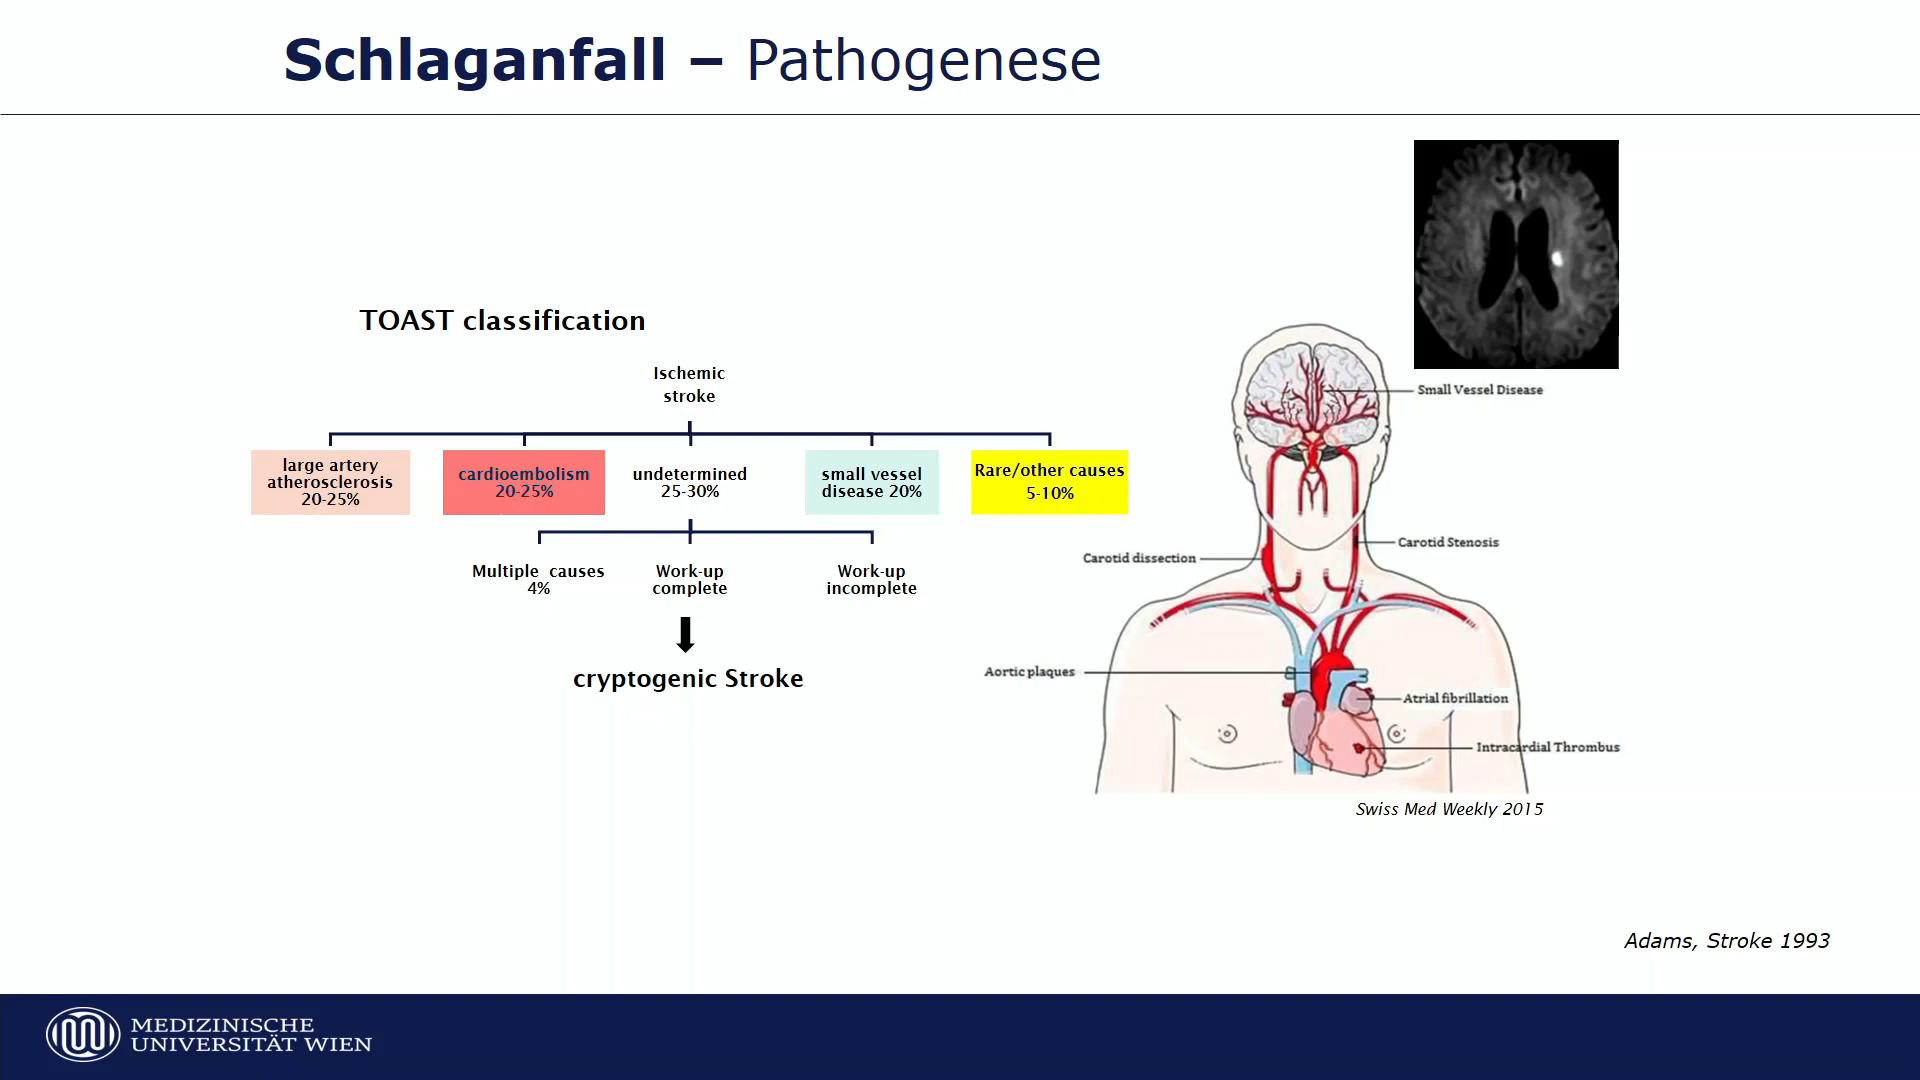 Schlaganfall – Pathogenese
TOAST classification
Ischemic
stroke
large artery
atherosclerosis
20-25%
cardioembolism
20-25%
undetermined
25-30%
small vessel
disease 20%
Rare/other causes
5-10%
Multiple causes
4%
Work-up
complete
Work-up
incomplete
cryptogenic Stroke
Small Vessel Disease
Carotid Stenosis
Carotid dissection
Aortic plaques
Atrial fibrillation
Intracardial Thrombus
Swiss Med Weekly 2015
Adams, Stroke 1993
MEDIZINISCHE
UNIVERSITÄT WIEN